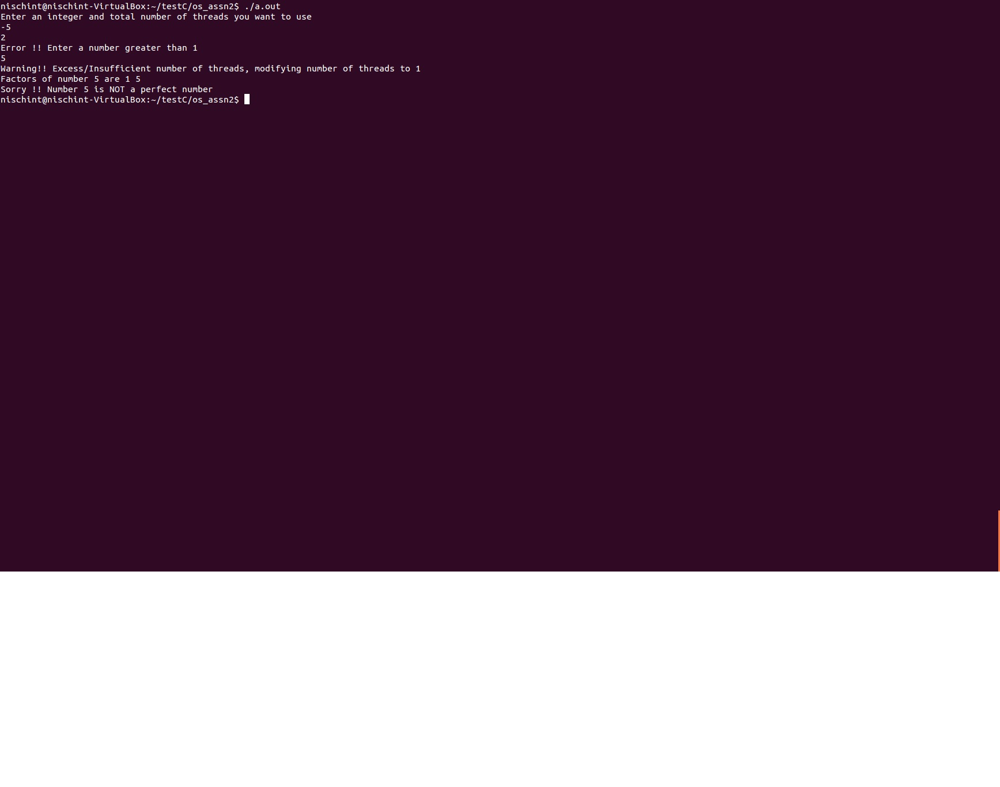 nischint@nischint-VirtualBox:~/testC/os_assn2$ ./a.out
Enter an integer and total number of threads you want to use
-5
2
Error !! Enter a number greater than 1
5
Warning!! Excess/Insufficient number of threads, modifying number of threads to 1
Factors of number 5 are 1 5
Sorry !! Number 5 is NOT a perfect number
nischint@nischint-VirtualBox:~/testC/os_assn2$